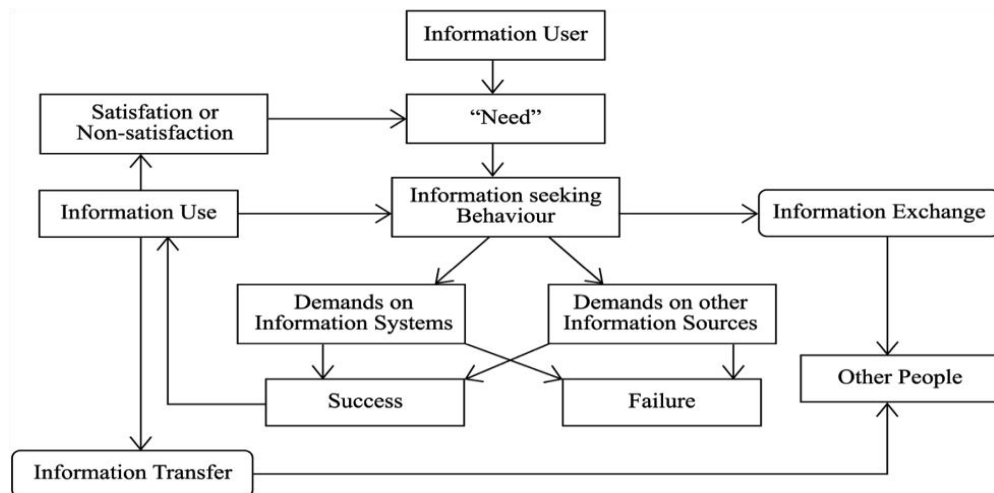 Information User
Satisfation or
Non-satisfaction
“Need”
Information Use
Information seeking
Behaviour
Information Exchange
Demands on
Information Systems
Demands on other
Information Sources
Other People
Success
Failure
Information Transfer